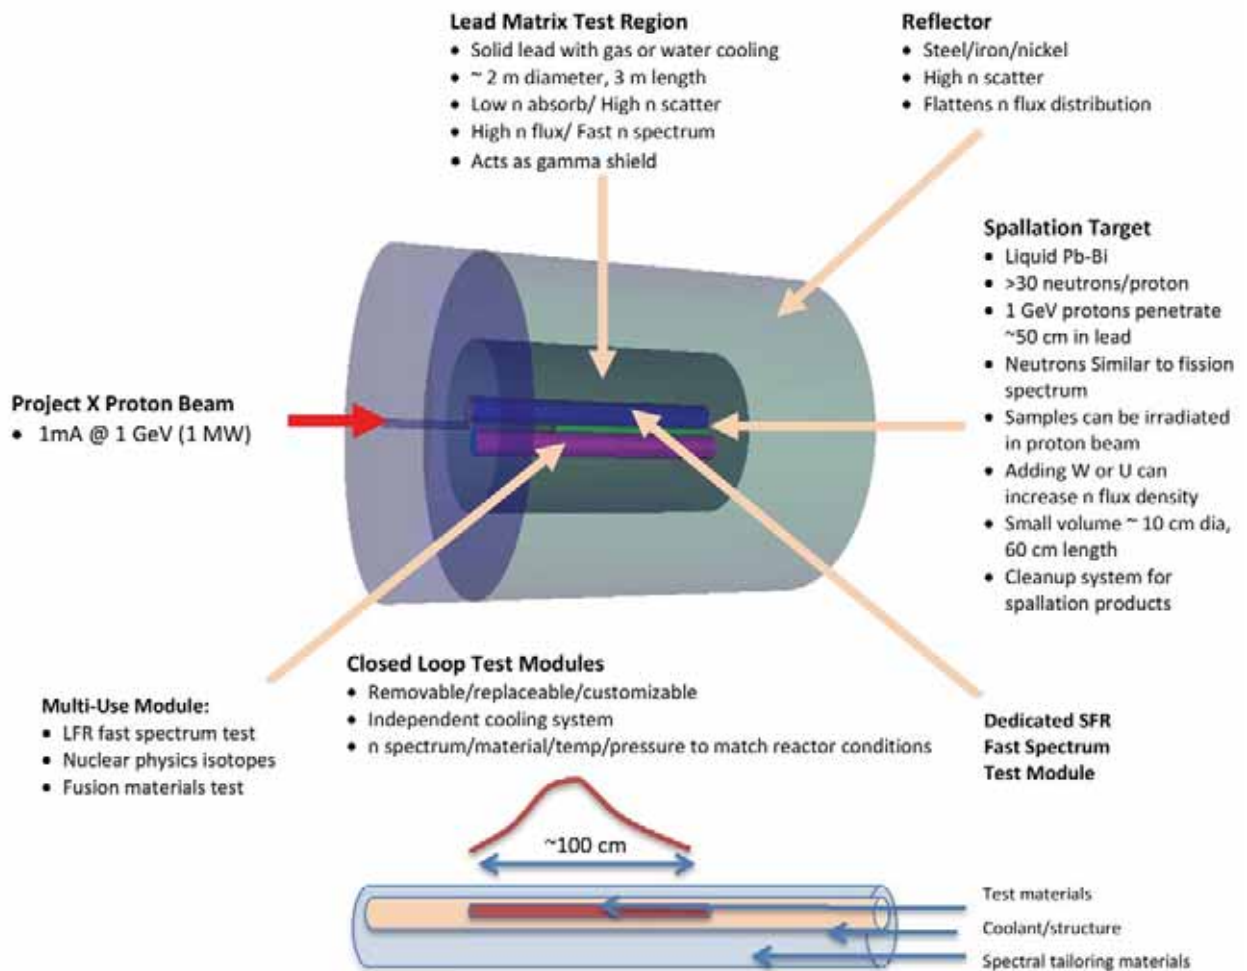 Lead Matrix Test Region
• Solid lead with gas or water cooling
• ~ 2 m diameter, 3 m length
• Low n absorb/ High n scatter
• High n flux/ Fast n spectrum
• Acts as gamma shield
Reflector
• Steel/iron/nickel
• High n scatter
• Flattens n flux distribution
Spallation Target
• Liquid Pb-Bi
• >30 neutrons/proton
• 1 GeV protons penetrate
~50 cm in lead
• Neutrons Similar to fission
spectrum
• Samples can be irradiated
in proton beam
• Adding W or U can
increase n flux density
• Small volume ~ 10 cm dia,
60 cm length
• Cleanup system for
spallation products
Project X Proton Beam
• 1mA @ 1 GeV (1 MW)
Closed Loop Test Modules
• Removable/replaceable/customizable
• Independent cooling system
• n spectrum/material/temp/pressure to match reactor conditions
Multi-Use Module:
• LFR fast spectrum test
• Nuclear physics isotopes
• Fusion materials test
Dedicated SFR
Fast Spectrum
Test Module
~100 cm
Test materials
Coolant/structure
Spectral tailoring materials